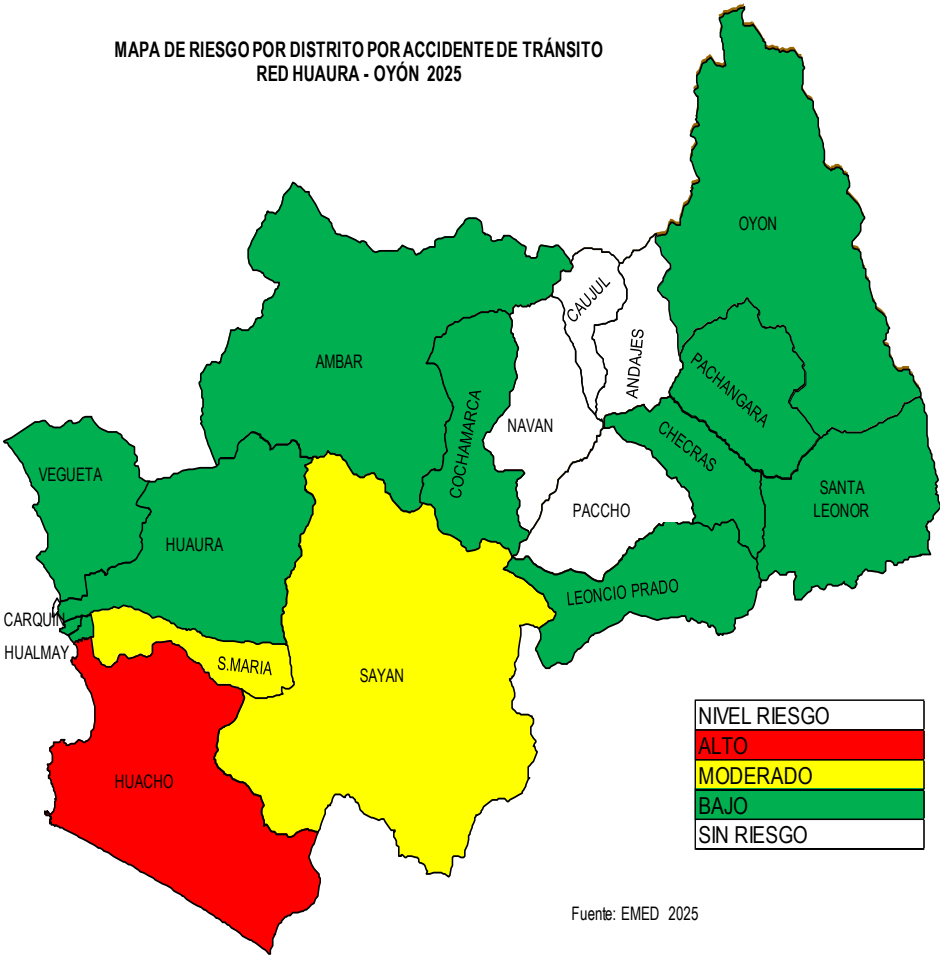 MAPA DE RIESGO POR DISTRITO POR ACCIDENTE DE TRÁNSITO
RED HUAURA - OYÓN 2025
OYON
CAUJUL
ANDAJES
AMBAR
PACHANGARA
COCHAMARCA
NAVAN
CHECRAS
VEGUETA
SANTA
LEONOR
PACCHO
HUAURA
LEONCIO PRADO
CARQUIN
HUALMAY
S.MARIA
SAYAN
HUACHO
NIVEL RIESGO
ALTO
MODERADO
BAJO
SIN RIESGO
Fuente: EMED 2025